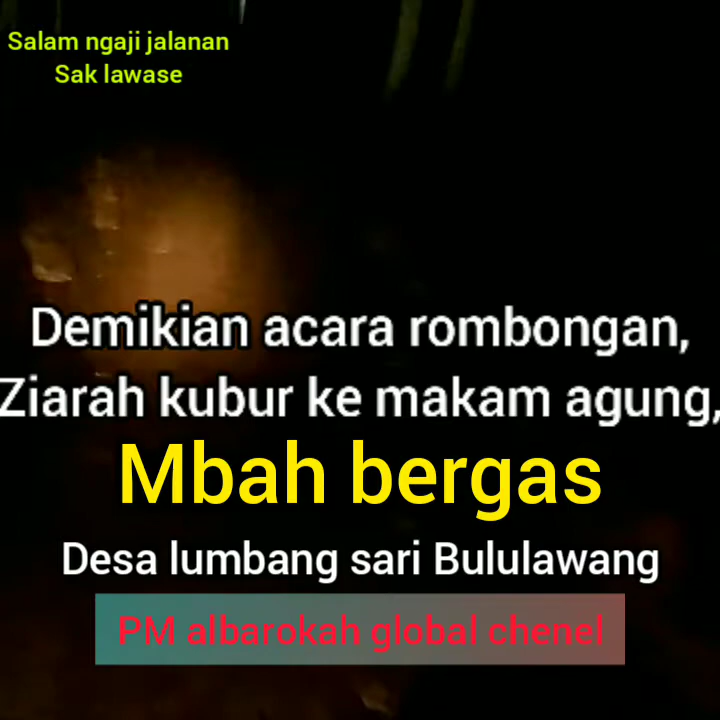 Salam ngaji jalanan
Sak lawase
Demikian acara rombongan,
Ziarah kubur ke makam agung,
Mbah bergas
Desa lumbang sari Bululawang
PM albarokah global chenel